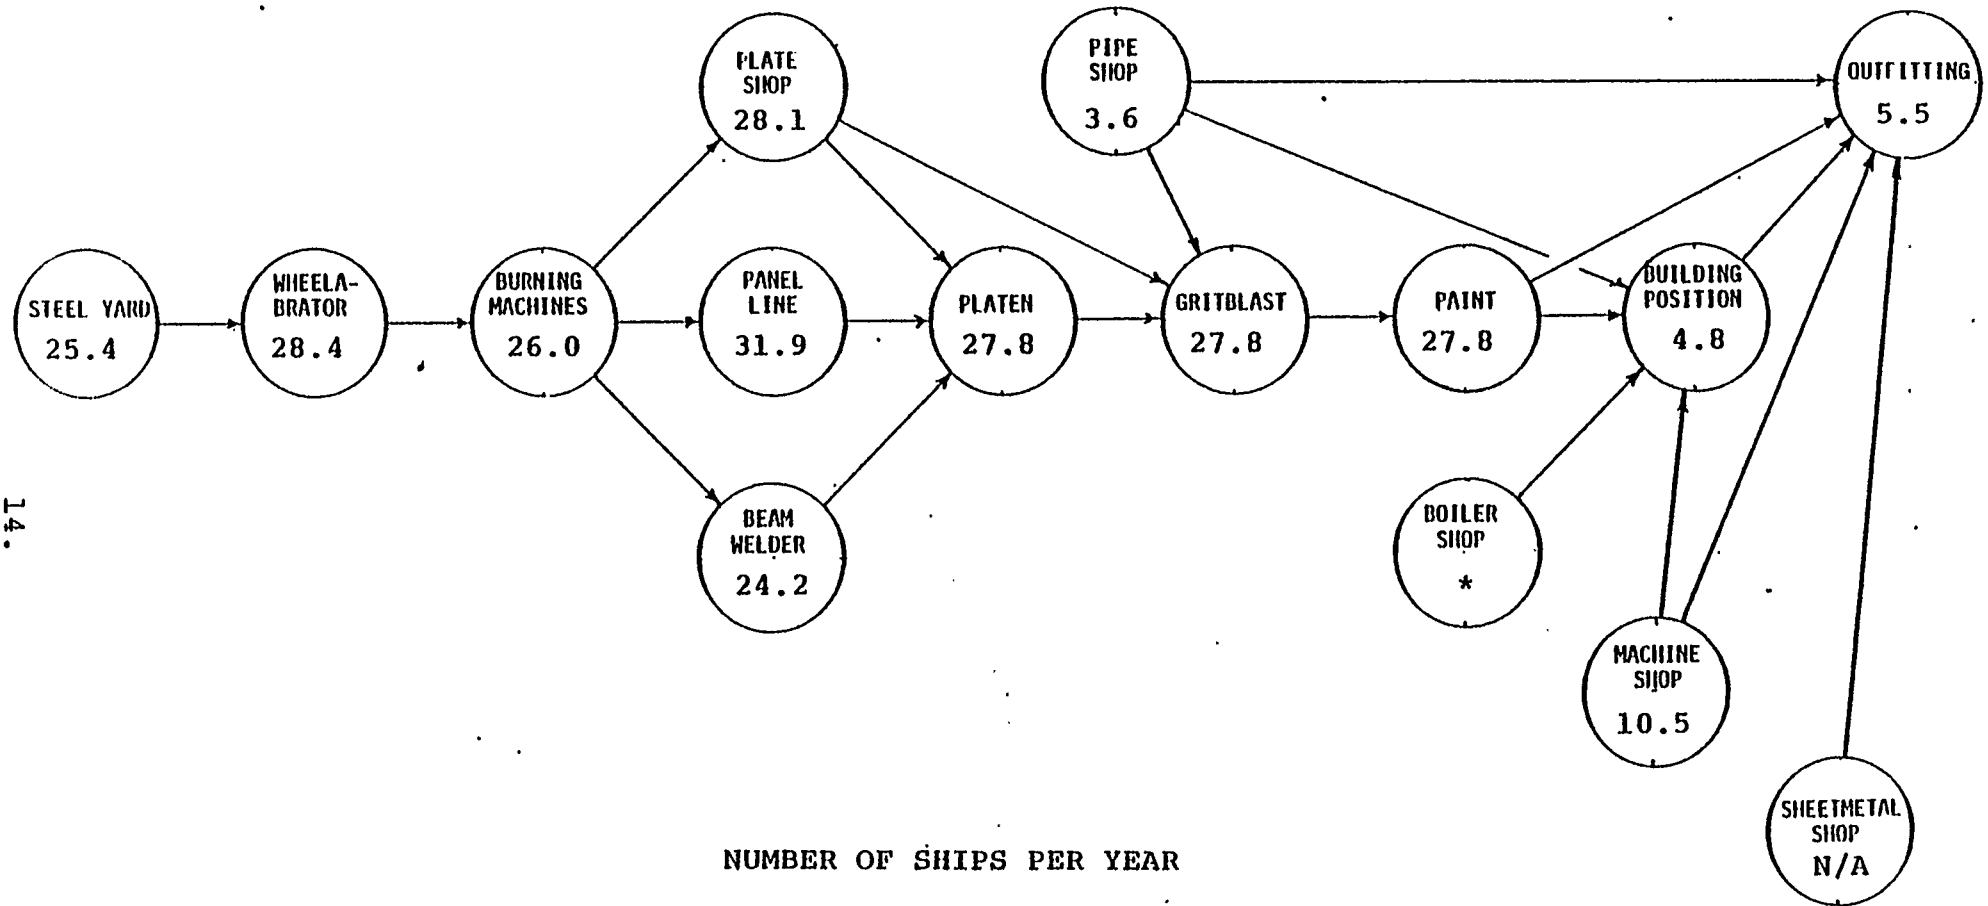 PLATE
SHOP
28.1
PIPE
SHOP
3.6
OUTFITTING
5.5
STEEL YARD
25.4
WHEELA-
BRATOR
28.4
BURNING
MACHINES
26.0
PANEL
LINE
31.9
PLATEN
27.8
GRITBLAST
27.8
PAINT
27.8
BUILDING
POSITION
4.8
BEAM
WELDER
24.2
BOILER
SHOP
*
MACHINE
SHOP
10.5
SHEETMETAL
SHOP
N/A
NUMBER OF SHIPS PER YEAR
14.